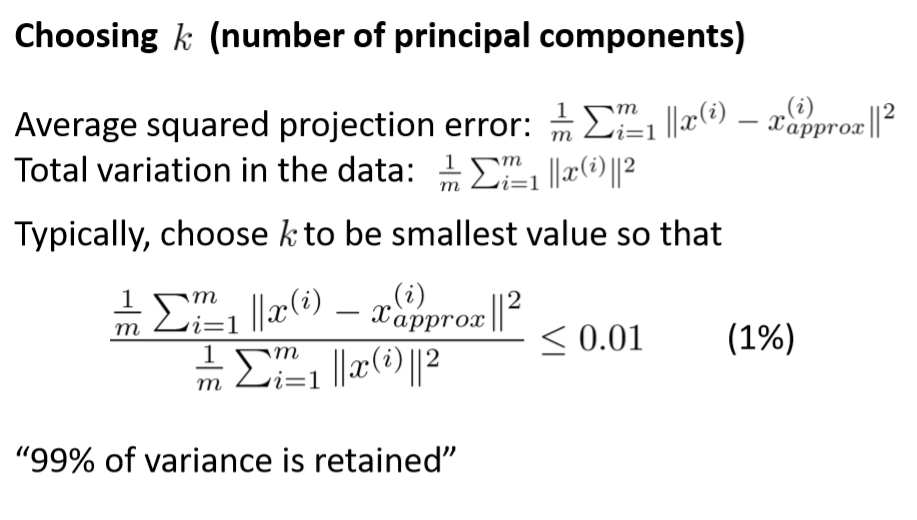 Choosing k (number of principal components)
Average squared projection error: \frac{1}{m} \sum_{i=1}^{m} \|x^{(i)} - x_{approx}^{(i)}\|^2
Total variation in the data: \frac{1}{m} \sum_{i=1}^{m} \|x^{(i)}\|^2
Typically, choose k to be smallest value so that
\frac{\frac{1}{m} \sum_{i=1}^{m} \|x^{(i)} - x_{approx}^{(i)}\|^2}{\frac{1}{m} \sum_{i=1}^{m} \|x^{(i)}\|^2} \leq 0.01 (1%)
“99% of variance is retained”